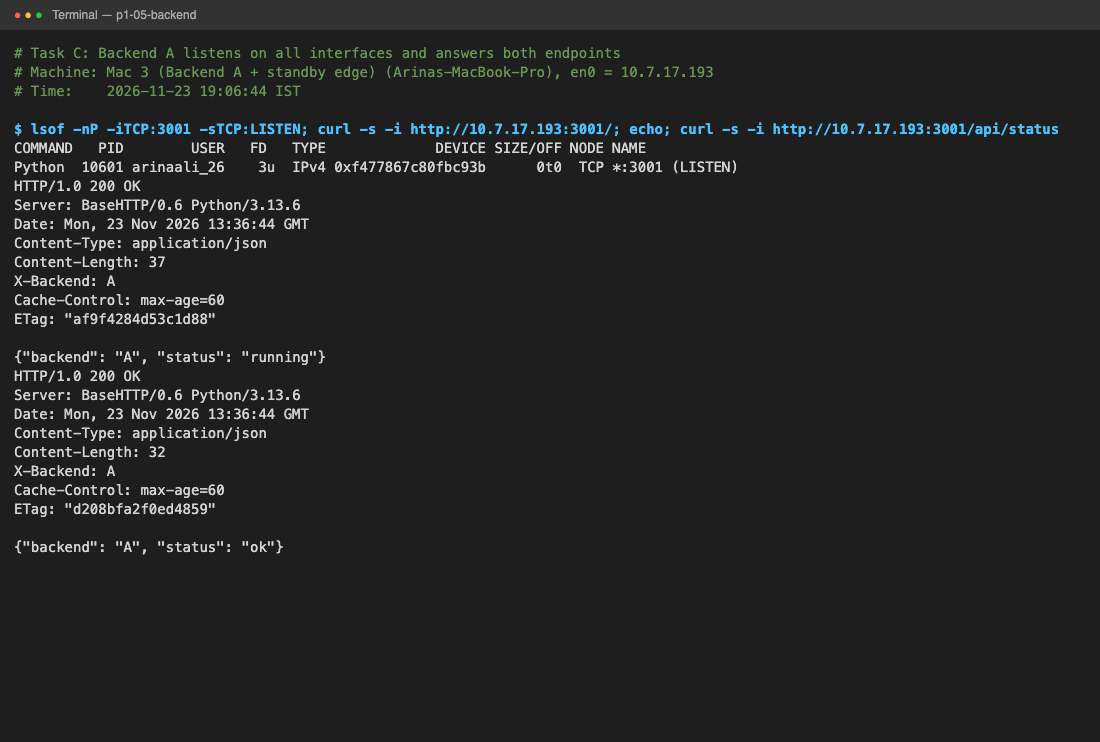 Terminal — p1-05-backend
# Task C: Backend A listens on all interfaces and answers both endpoints
# Machine: Mac 3 (Backend A + standby edge) (Arinas-MacBook-Pro), en0 = 10.7.17.193
# Time:    2026-11-23 19:06:44 IST
$ lsof -nP -iTCP:3001 -sTCP:LISTEN; curl -s -i http://10.7.17.193:3001/; echo; curl -s -i http://10.7.17.193:3001/api/status
COMMAND   PID        USER   FD   TYPE             DEVICE SIZE/OFF NODE NAME
Python  10601 arinaali_26    3u  IPv4 0xf477867c80fbc93b      0t0  TCP *:3001 (LISTEN)
HTTP/1.0 200 OK
Server: BaseHTTP/0.6 Python/3.13.6
Date: Mon, 23 Nov 2026 13:36:44 GMT
Content-Type: application/json
Content-Length: 37
X-Backend: A
Cache-Control: max-age=60
ETag: "af9f4284d53c1d88"
{"backend": "A", "status": "running"}
HTTP/1.0 200 OK
Server: BaseHTTP/0.6 Python/3.13.6
Date: Mon, 23 Nov 2026 13:36:44 GMT
Content-Type: application/json
Content-Length: 32
X-Backend: A
Cache-Control: max-age=60
ETag: "d208bfa2f0ed4859"
{"backend": "A", "status": "ok"}